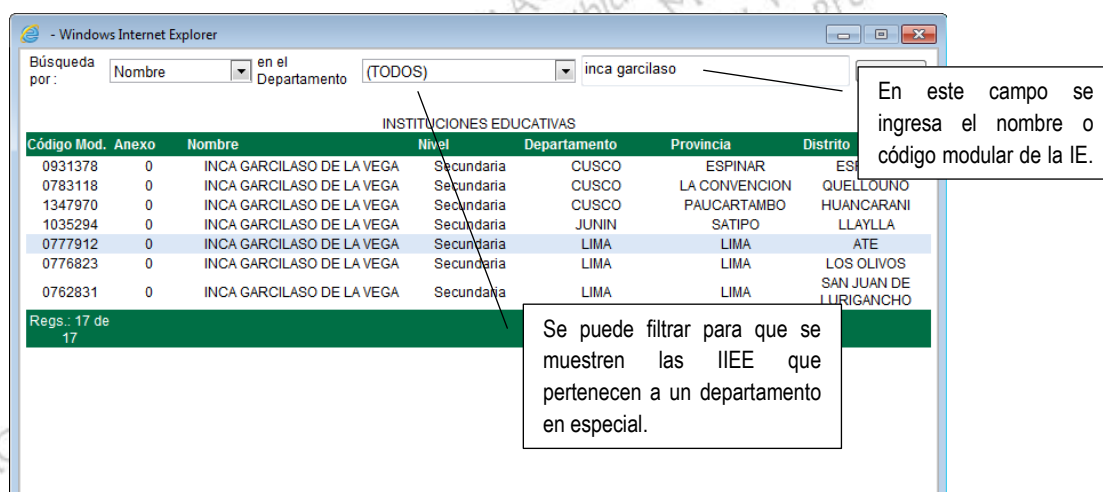 - Windows Internet Explorer
Búsqueda por : Nombre en el Departamento (TODOS) inca garcilaso
INSTITUCIONES EDUCATIVAS
Código Mod. Anexo Nombre Nivel Departamento Provincia Distrito
0931378 0 INCA GARCILASO DE LA VEGA Secundaria CUSCO ESPINAR
0783118 0 INCA GARCILASO DE LA VEGA Secundaria CUSCO LA CONVENCION QUELLOUNO
1347970 0 INCA GARCILASO DE LA VEGA Secundaria CUSCO PAUCARTAMBO HUANCARANI
1035294 0 INCA GARCILASO DE LA VEGA Secundaria JUNIN SATIPO LLAYLLA
0777912 0 INCA GARCILASO DE LA VEGA Secundaria LIMA LIMA ATE
0776823 0 INCA GARCILASO DE LA VEGA Secundaria LIMA LIMA LOS OLIVOS
0762831 0 INCA GARCILASO DE LA VEGA Secundaria LIMA LIMA SAN JUAN DE LURIGANCHO
Regs.: 17 de
17
En este campo se
ingresa el nombre o
código modular de la IE.
Se puede filtrar para que se
muestren las IIEE que
pertenecen a un departamento
en especial.